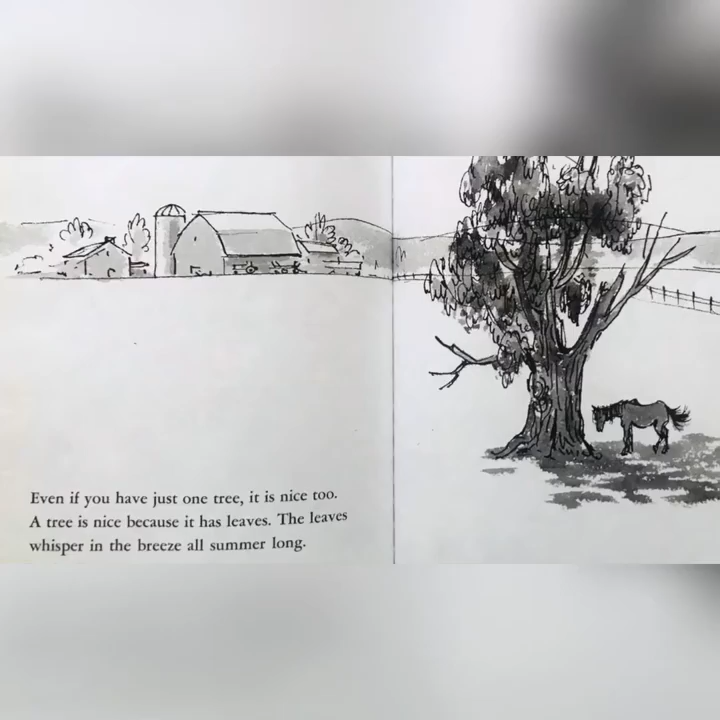 Even if you have just one tree, it is nice too.
A tree is nice because it has leaves. The leaves
whisper in the breeze all summer long.